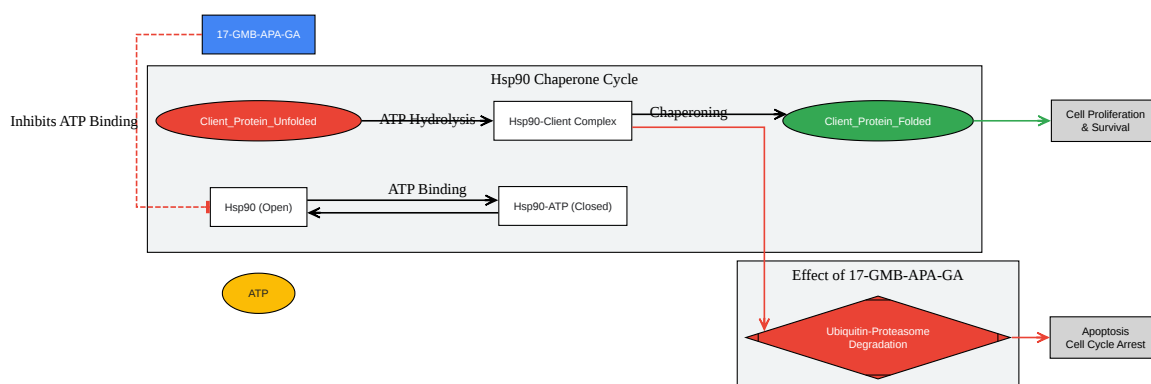 17-GMB-APA-GA
Hsp90 Chaperone Cycle
Inhibits ATP Binding
Client_Protein_Unfolded
ATP Hydrolysis
Hsp90-Client Complex
Chaperoning
Client_Protein_Folded
Cell Proliferation
& Survival
Hsp90 (Open)
ATP Binding
Hsp90-ATP (Closed)
ATP
Effect of 17-GMB-APA-GA
Ubiquitin-Proteasome
Degradation
Apoptosis
Cell Cycle Arrest